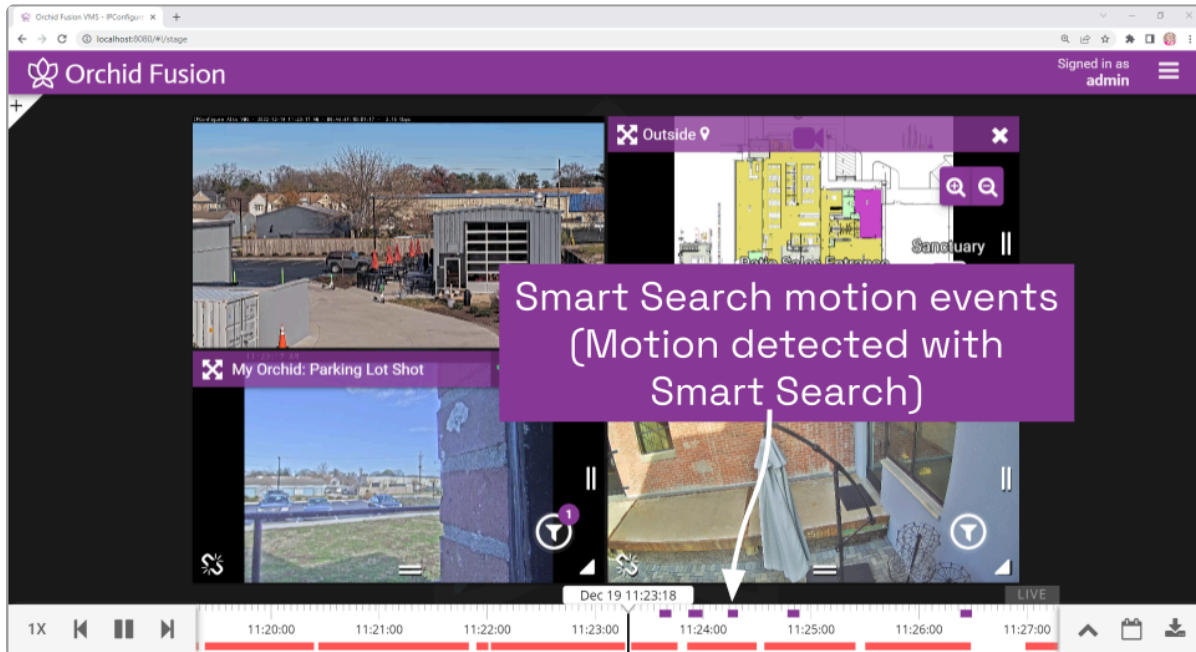 Orchid Fusion VMS - IPConfigure
localhost:8080/#!/stage
Orchid Fusion
Signed in as
admin
Outside
Sanctuary
Patio Sales Entrance
Smart Search motion events
(Motion detected with
Smart Search)
My Orchid: Parking Lot Shot
1
Dec 19 11:23:18
LIVE
1X
11:20:00
11:21:00
11:22:00
11:23:00
11:24:00
11:25:00
11:26:00
11:27:00